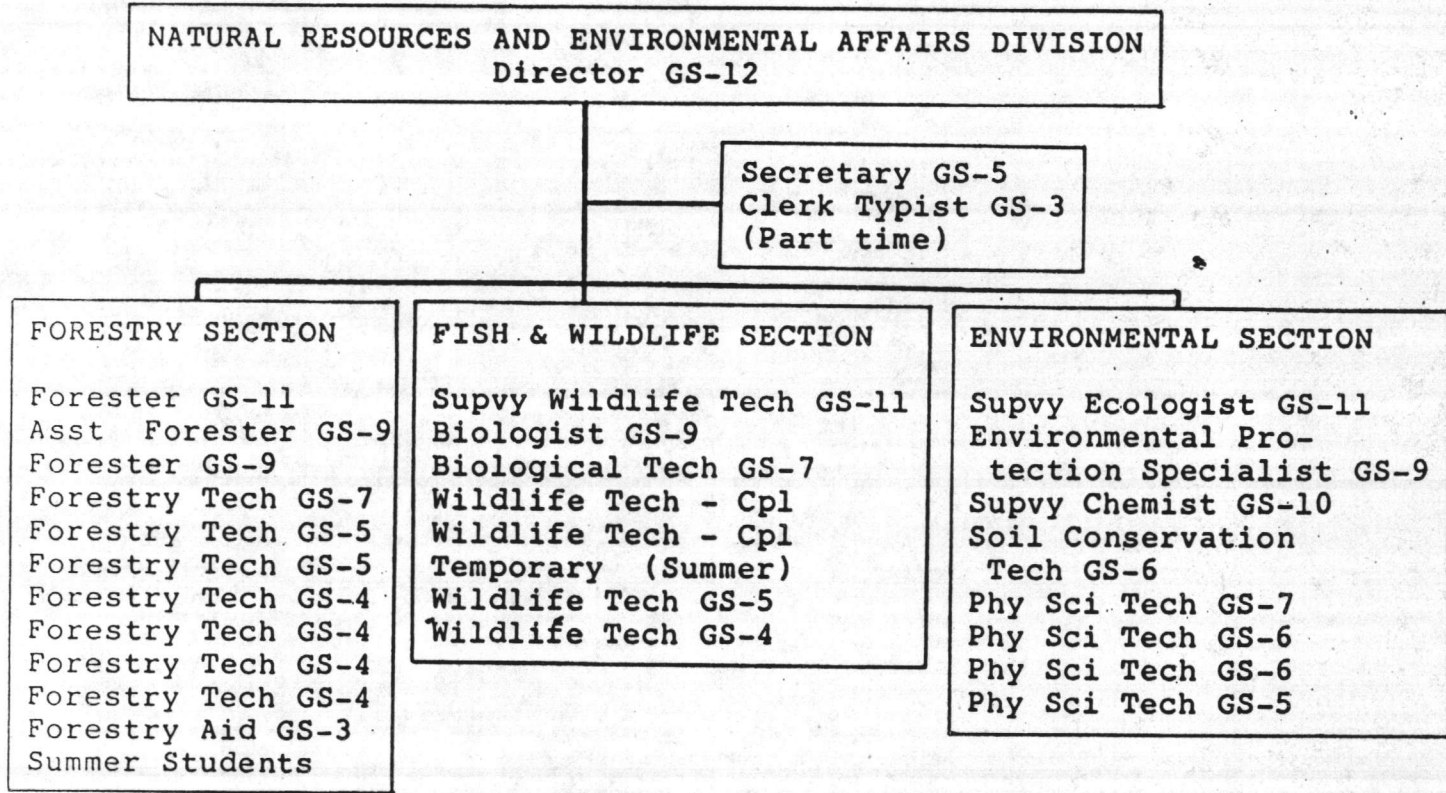 NATURAL RESOURCES AND ENVIRONMENTAL AFFAIRS DIVISION
Director GS-12
Secretary GS-5
Clerk Typist GS-3
(Part time)
FORESTRY SECTION
Forester GS-11
Asst Forester GS-9
Forester GS-9
Forestry Tech GS-7
Forestry Tech GS-5
Forestry Tech GS-5
Forestry Tech GS-4
Forestry Tech GS-4
Forestry Tech GS-4
Forestry Tech GS-4
Forestry Aid GS-3
Summer Students
FISH & WILDLIFE SECTION
Supvy Wildlife Tech GS-11
Biologist GS-9
Biological Tech GS-7
Wildlife Tech - Cpl
Wildlife Tech - Cpl
Temporary (Summer)
Wildlife Tech GS-5
Wildlife Tech GS-4
ENVIRONMENTAL SECTION
Supvy Ecologist GS-11
Environmental Pro-
tection Specialist GS-9
Supvy Chemist GS-10
Soil Conservation
Tech GS-6
Phy Sci Tech GS-7
Phy Sci Tech GS-6
Phy Sci Tech GS-6
Phy Sci Tech GS-5